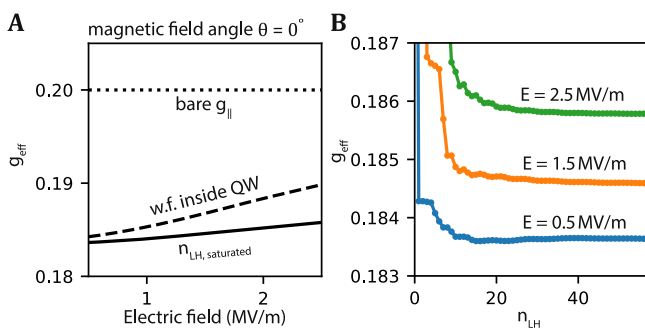 A
magnetic field angle θ = 0°
0.20
bare g||
g_eff
0.19
w.f. inside QW
n_LH, saturated
0.18
1
2
Electric field (MV/m)
B
0.187
E = 2.5 MV/m
0.186
g_eff
E = 1.5 MV/m
0.185
0.184
E = 0.5 MV/m
0.183
0
20
40
n_LH